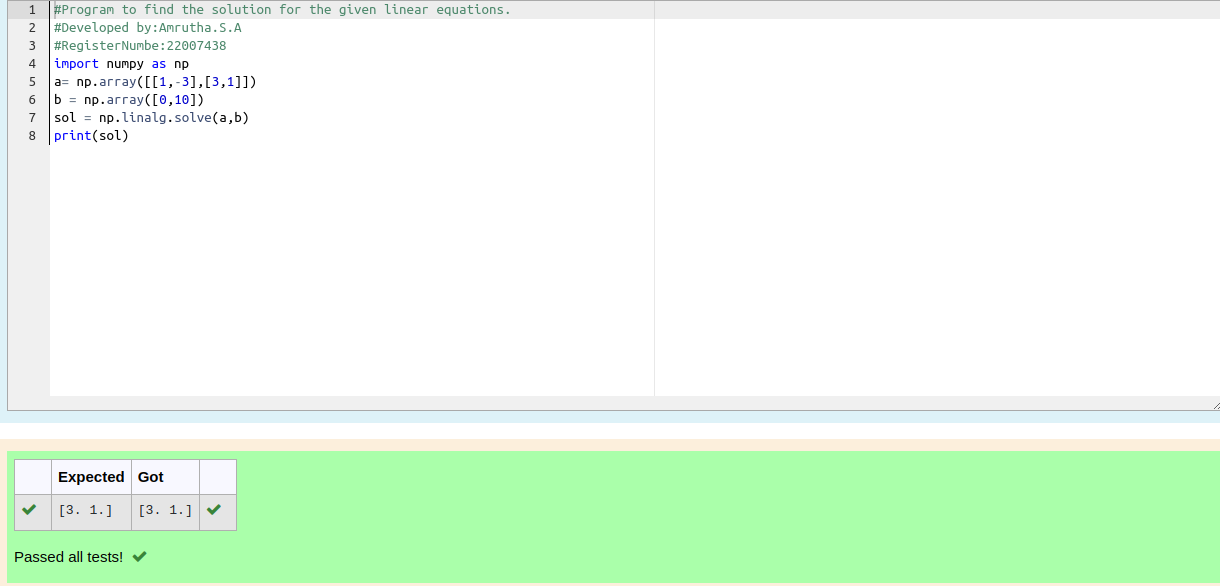 1 #Program to find the solution for the given linear equations.
2 #Developed by:Amrutha.S.A
3 #RegisterNumbe:22007438
4 import numpy as np
5 a= np.array([[1,-3],[3,1]])
6 b = np.array([0,10])
7 sol = np.linalg.solve(a,b)
8 print(sol)
Expected Got
[3. 1.] [3. 1.]
Passed all tests!